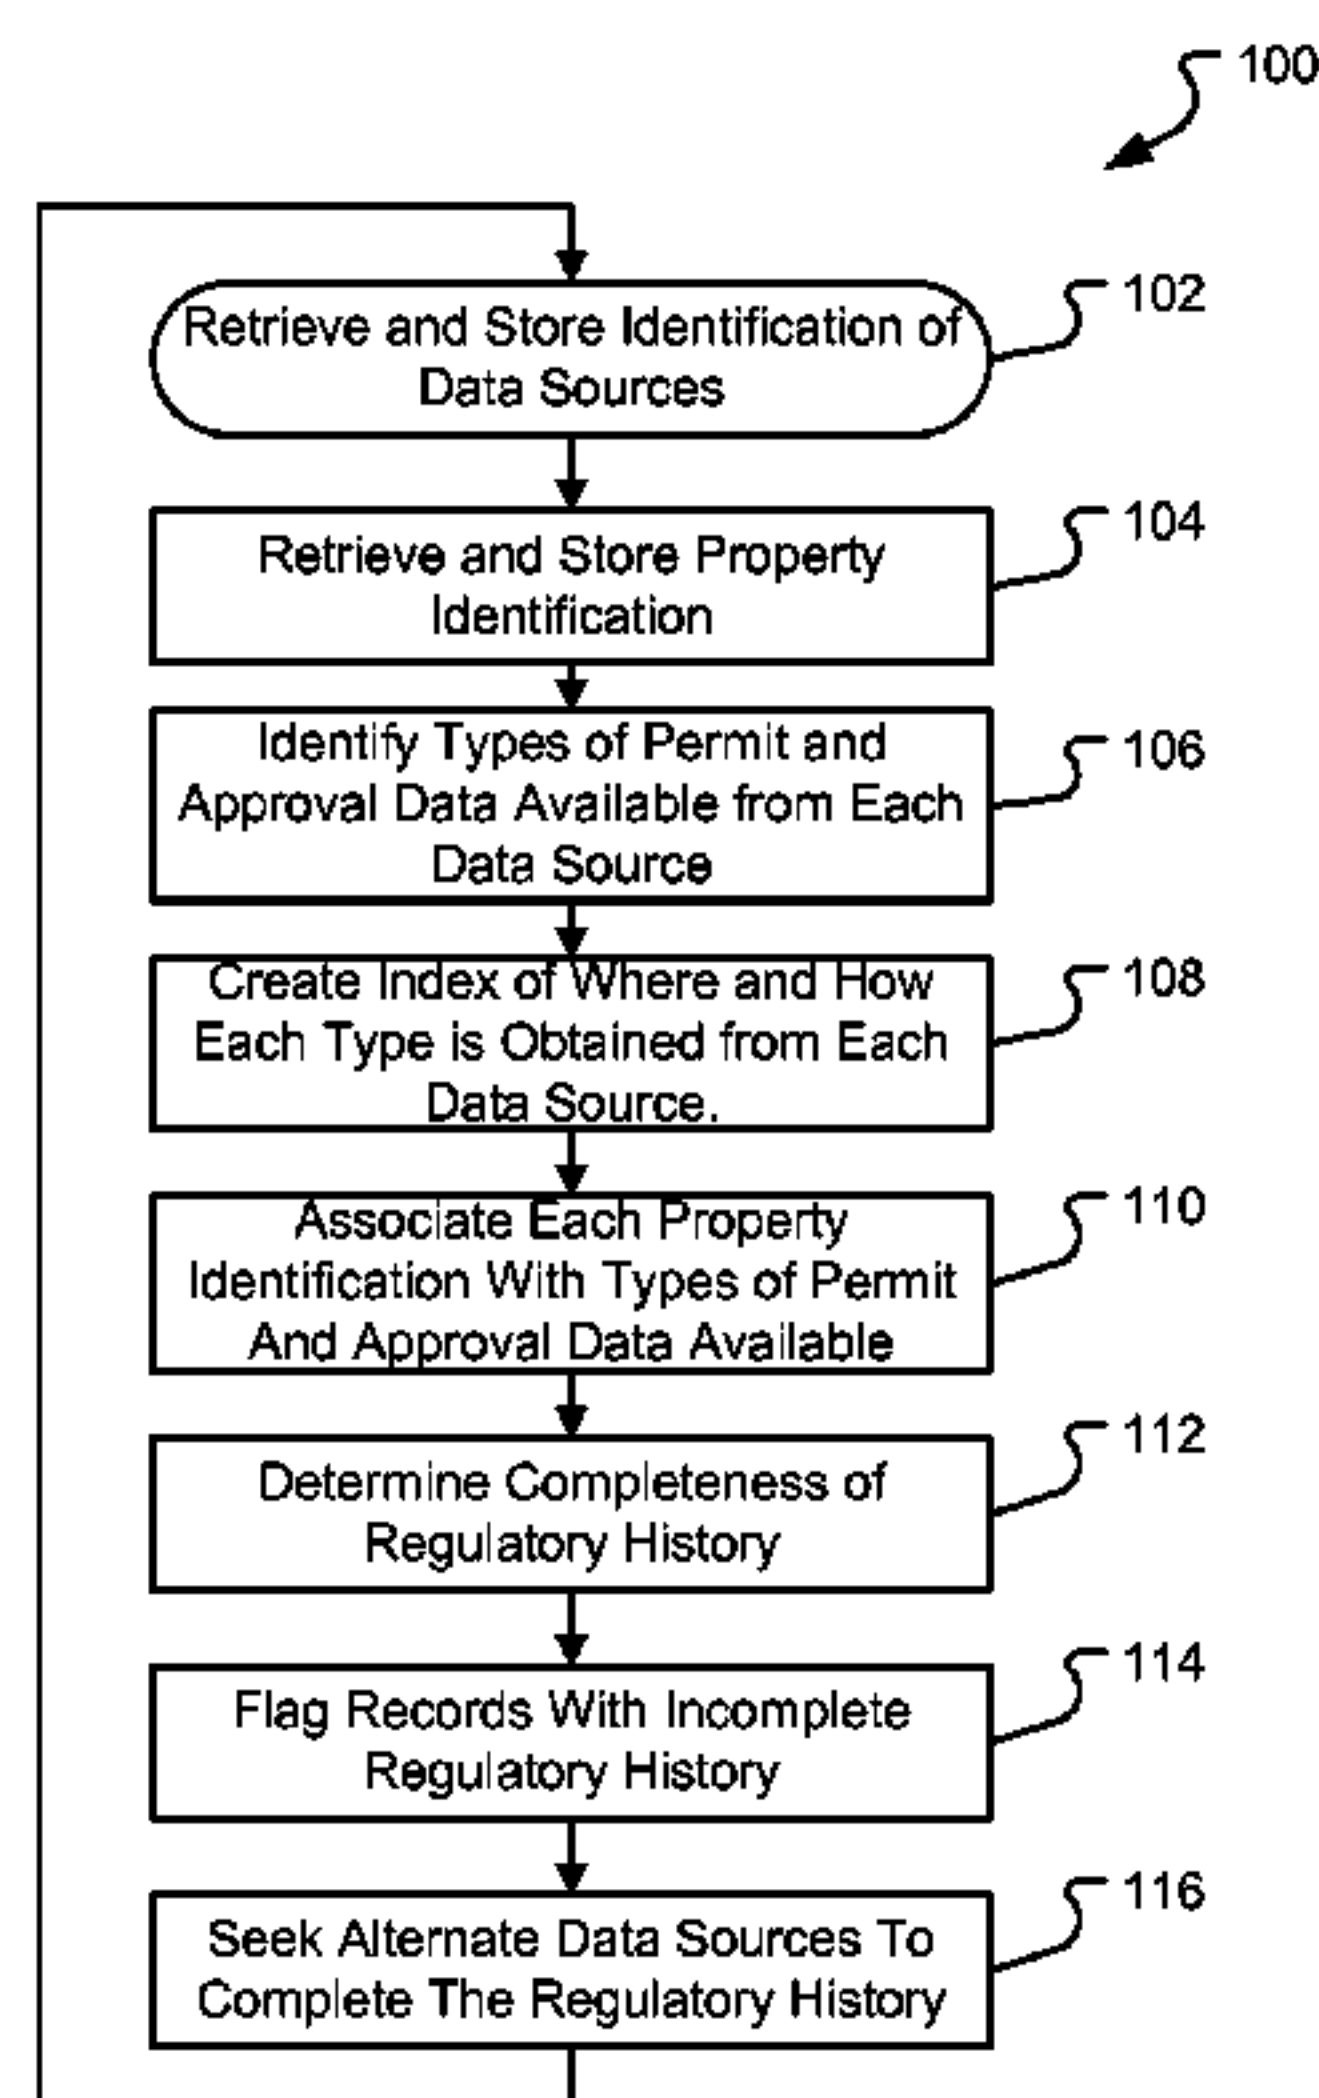 100
Retrieve and Store Identification of
Data Sources
102
Retrieve and Store Property
Identification
104
Identify Types of Permit and
Approval Data Available from Each
Data Source
106
Create Index of Where and How
Each Type is Obtained from Each
Data Source.
108
Associate Each Property
Identification With Types of Permit
And Approval Data Available
110
Determine Completeness of
Regulatory History
112
Flag Records With Incomplete
Regulatory History
114
Seek Alternate Data Sources To
Complete The Regulatory History
116